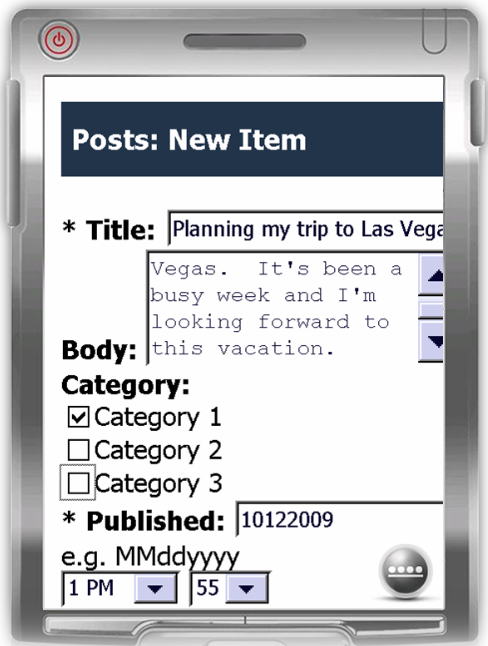 Posts: New Item
* Title: Planning my trip to Las Vega
Vegas.  It's been a
busy week and I'm
looking forward to
Body: this vacation.
Category:
Category 1
Category 2
Category 3
* Published: 10122009
e.g. MMddyyyy
1 PM 55